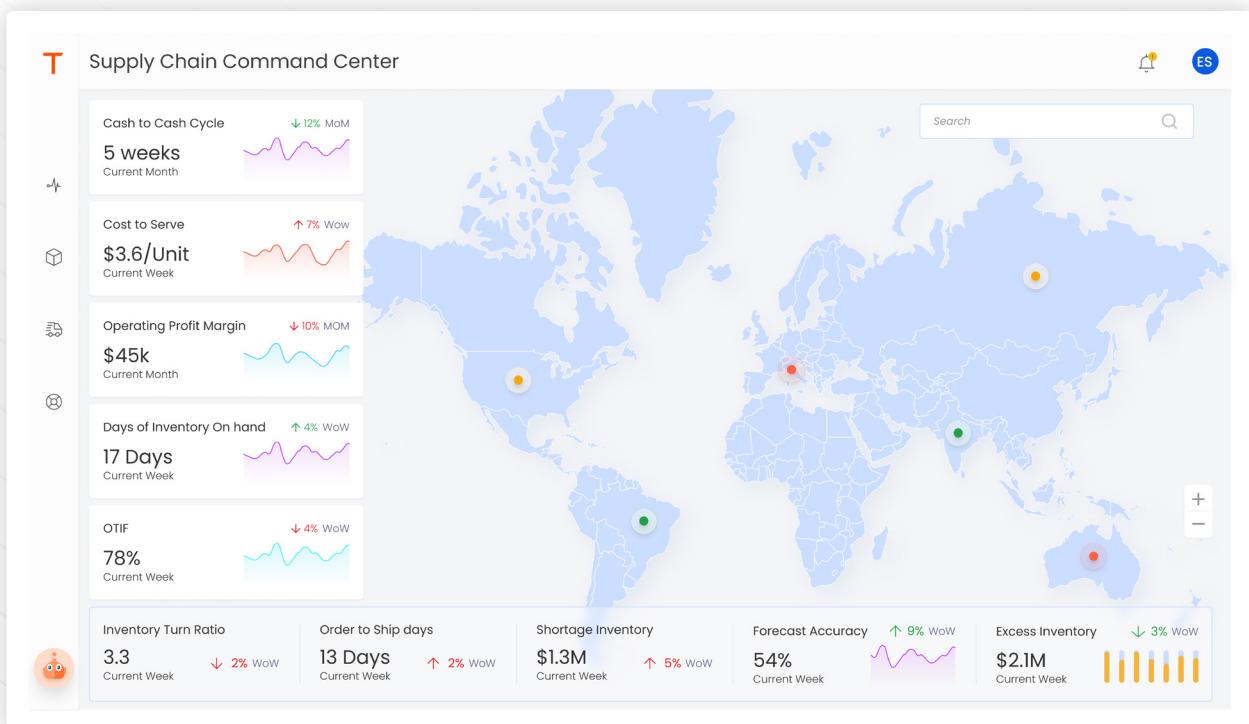 T
Supply Chain Command Center
!
ES
Search
Cash to Cash Cycle
↓ 12% MoM
5 weeks
Current Month
Cost to Serve
↑ 7% Wow
$3.6/Unit
Current Week
Operating Profit Margin
↓ 10% MOM
$45k
Current Month
Days of Inventory On hand
↑ 4% WoW
17 Days
Current Week
OTIF
↓ 4% WoW
78%
Current Week
+
−
Inventory Turn Ratio
3.3
↓ 2% WoW
Current Week
Order to Ship days
13 Days
↑ 2% WoW
Current Week
Shortage Inventory
$1.3M
↑ 5% WoW
Current Week
Forecast Accuracy
↑ 9% WoW
54%
Current Week
Excess Inventory
↓ 3% WoW
$2.1M
Current Week